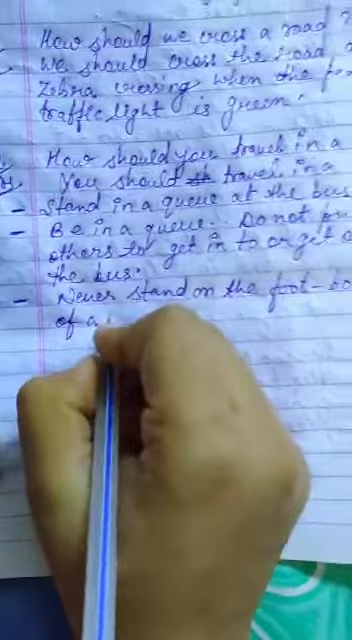 How should we cross a road ?
We should cross the road
Zebra crossing when the
traffic light is green.
How should you travel in a
You should travel in a
- Stand in a queue at the bus
- Be in a queue. Do not
others to get in to or get
the bus.
- Never stand on the foot-bo
of a